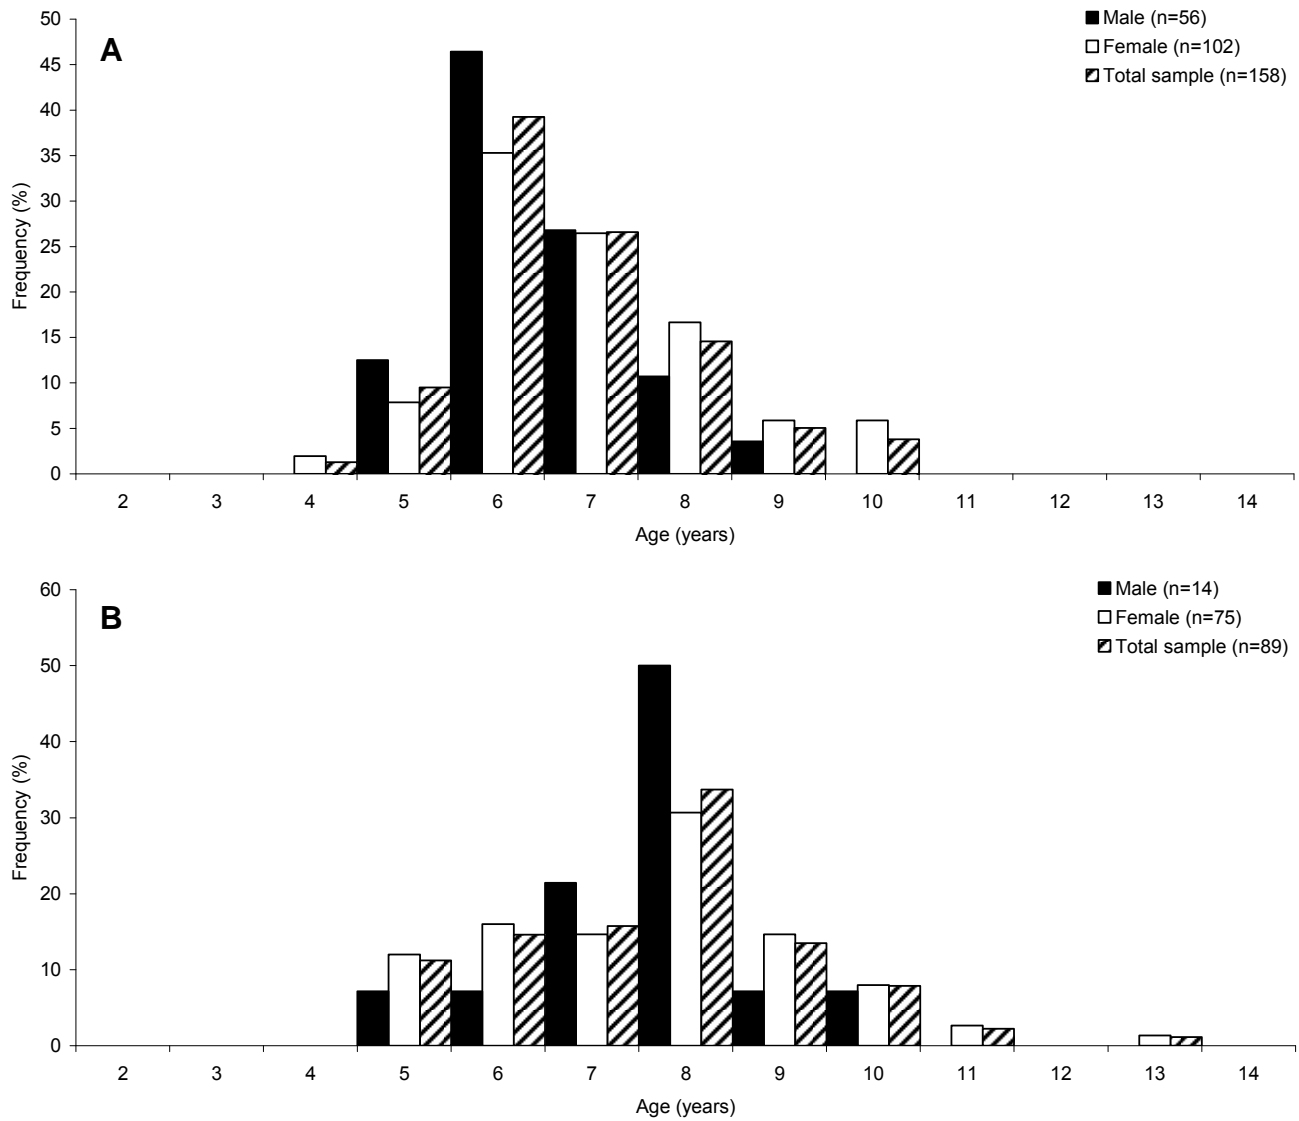 A
Male (n=56)
Female (n=102)
Total sample (n=158)
Frequency (%)
50
45
40
35
30
25
20
15
10
5
0
2 3 4 5 6 7 8 9 10 11 12 13 14
Age (years)
B
Male (n=14)
Female (n=75)
Total sample (n=89)
Frequency (%)
60
50
40
30
20
10
0
2 3 4 5 6 7 8 9 10 11 12 13 14
Age (years)